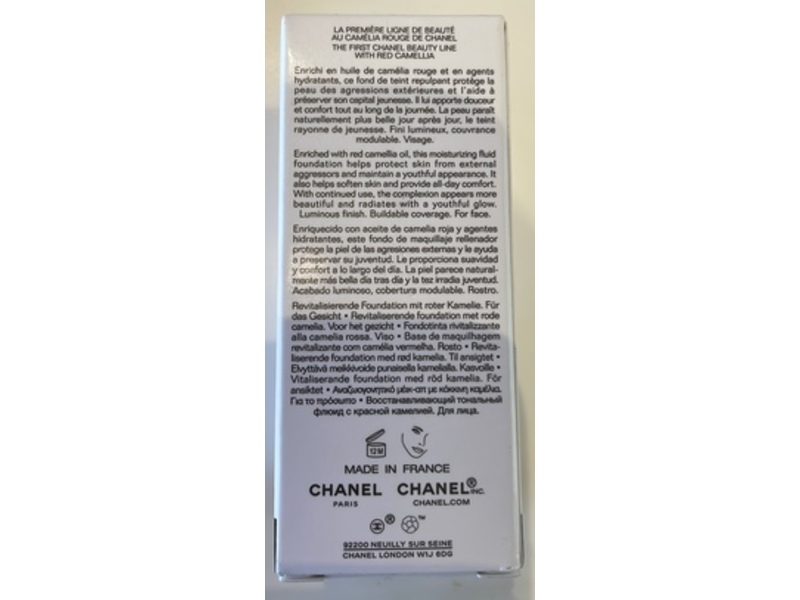 LA PREMIÈRE LIGNE DE BEAUTÉ
AU CAMÉLIA ROUGE DE CHANEL
THE FIRST CHANEL BEAUTY LINE
WITH RED CAMELLIA
Enrichi en huile de camélia rouge et en agents
hydratants, ce fond de teint repulpant protège la
peau des agressions extérieures et l'aide à
préserver son capital jeunesse. Il lui apporte douceur
et confort tout au long de la journée. La peau paraît
naturellement plus belle jour après jour, le teint
rayonne de jeunesse. Fini lumineux, couvrance
modulable. Visage.
Enriched with red camellia oil, this moisturizing fluid
foundation helps protect skin from external
aggressors and maintain a youthful appearance. It
also helps soften skin and provide all-day comfort.
With continued use, the complexion appears more
beautiful and radiates with a youthful glow.
Luminous finish. Buildable coverage. For face.
Enriquecido con aceite de camelia roja y agentes
hidratantes, este fondo de maquillaje rellenador
protege la piel de las agresiones externas y le ayuda
a preservar su juventud. Le proporciona suavidad
y confort a lo largo del día. La piel parece natural-
mente más bella día tras día y la tez irradia juventud.
Acabado luminoso, cobertura modulable. Rostro.
Revitalisierende Foundation mit roter Kamelie. Für
das Gesicht • Revitaliserende foundation met rode
camelia. Voor het gezicht • Fondotinta rivitalizzante
alla camelia rossa. Viso • Base de maquilhagem
revitalizante com camélia vermelha. Rosto • Revita-
liserende foundation med rød kamelia. Til ansigtet •
Elvyttävä meikkivoide punaisella kamelialla. Kasvoille •
Vitaliserande foundation med röd kamelia. För
ansiktet • Αναζωογονητικό μέικ-απ με κόκκινη καμέλια.
Για το πρόσωπο • Восстанавливающий тональный
флюид с красной камелией. Для лица.
12M
MADE IN FRANCE
CHANEL CHANEL® INC.
PARIS CHANEL.COM
® ™
92200 NEUILLY SUR SEINE
CHANEL LONDON W1J 6DG